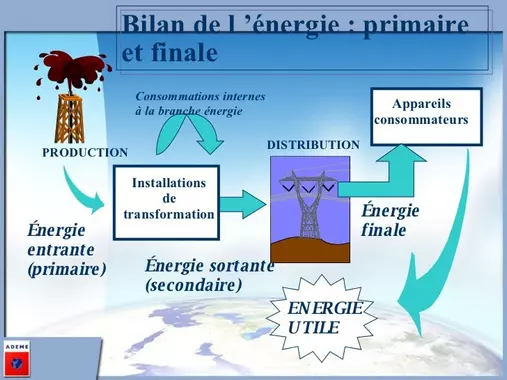 Bilan de l ’énergie : primaire
et finale
Consommations internes
à la branche énergie
Appareils
consommateurs
PRODUCTION
DISTRIBUTION
Installations
de
transformation
Énergie
entrante
(primaire)
Énergie
finale
Énergie sortante
(secondaire)
ENERGIE
UTILE
ADEME